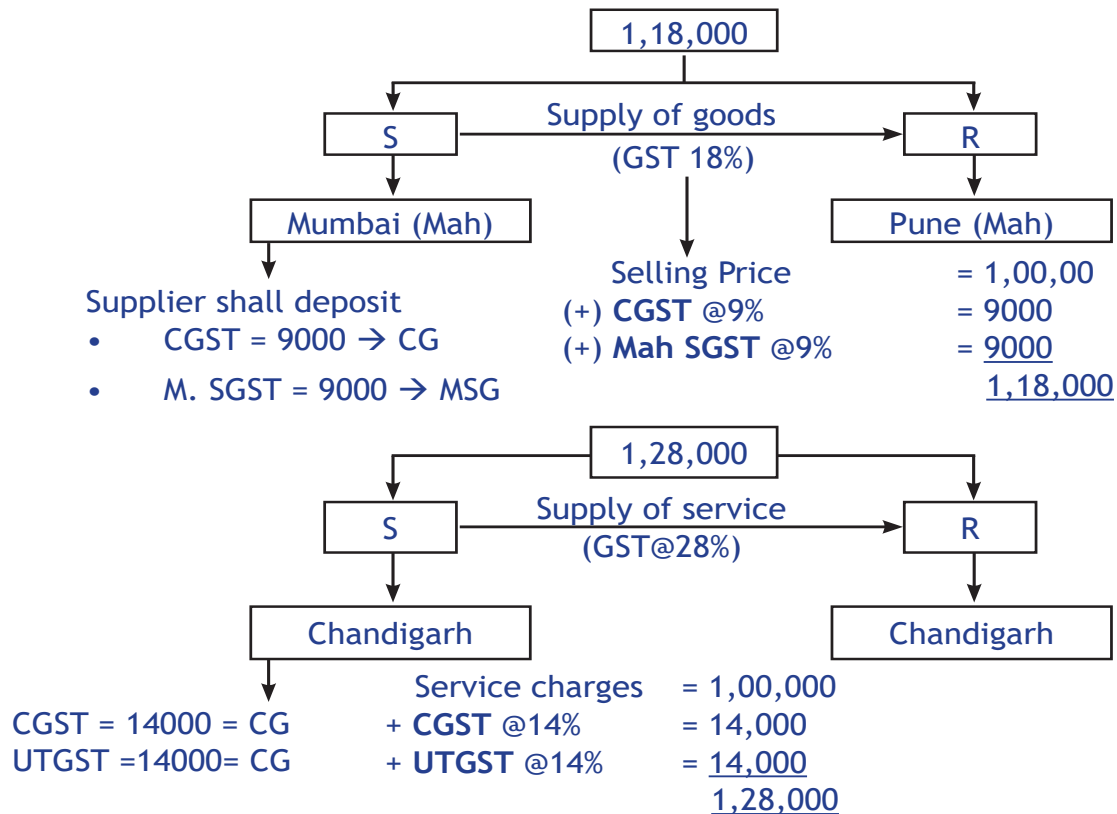 1,18,000
S
Supply of goods
R
(GST 18%)
Mumbai (Mah)
Pune (Mah)
Supplier shall deposit
• CGST = 9000 → CG
• M. SGST = 9000 → MSG
Selling Price = 1,00,00
(+) CGST @9% = 9000
(+) Mah SGST @9% = 9000
1,18,000
1,28,000
S
Supply of service
R
(GST@28%)
Chandigarh
Chandigarh
CGST = 14000 = CG
UTGST =14000= CG
Service charges = 1,00,000
+ CGST @14% = 14,000
+ UTGST @14% = 14,000
1,28,000